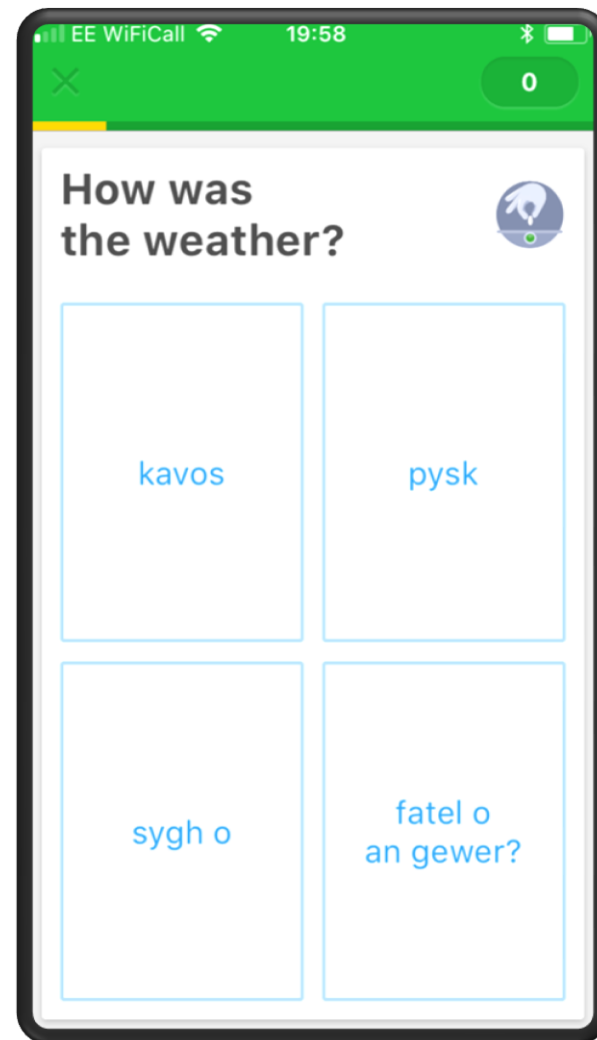 EE WiFiCall 19:58
0
How was
the weather?
kavos
pysk
sygh o
fatel o
an gewer?